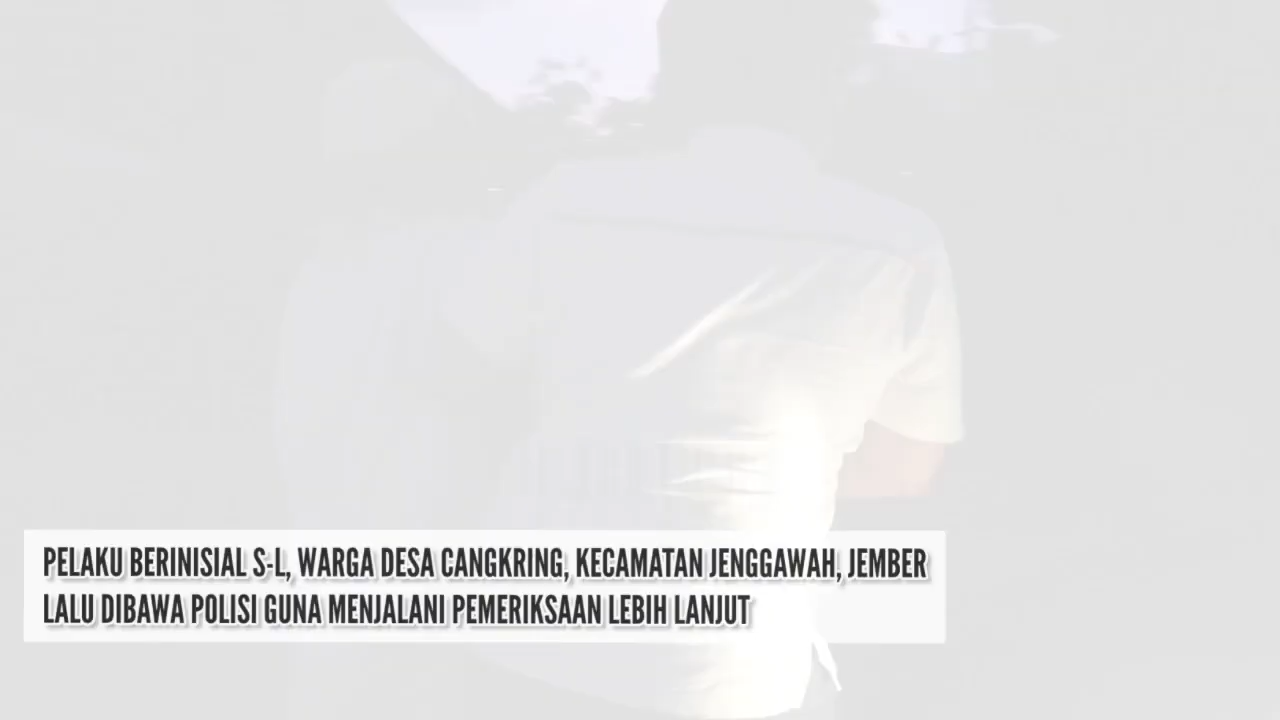 PELAKU BERINISIAL S-L, WARGA DESA CANGKRING, KECAMATAN JENGGAWAH, JEMBER
LALU DIBAWA POLISI GUNA MENJALANI PEMERIKSAAN LEBIH LANJUT